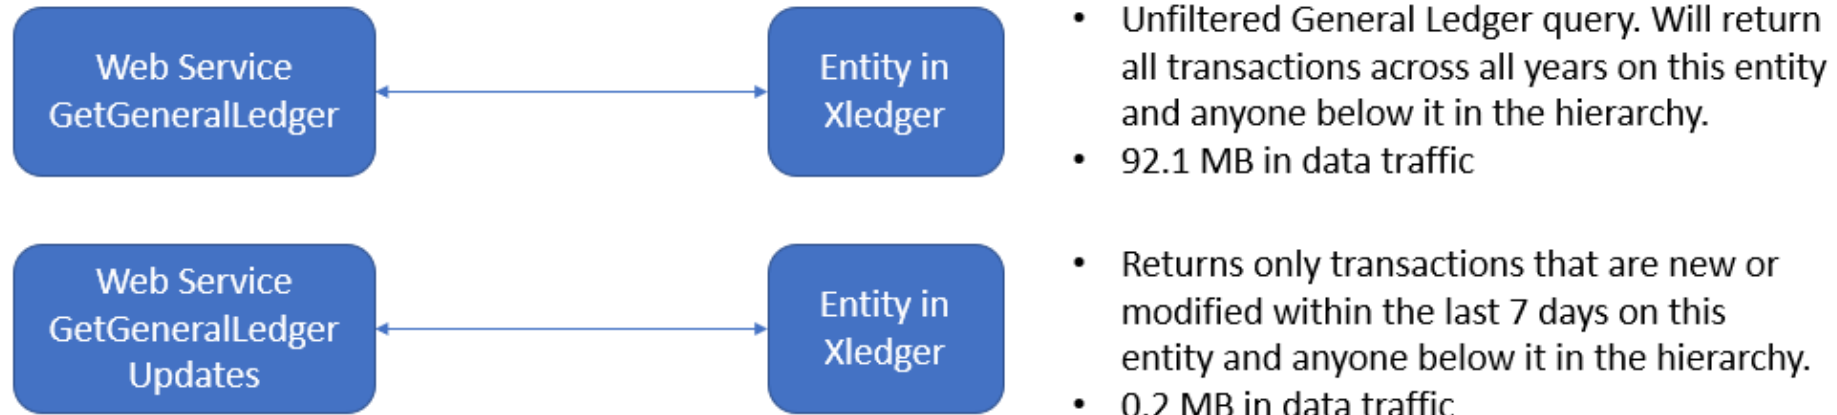 Web Service
GetGeneralLedger
Entity in
Xledger
• Unfiltered General Ledger query. Will return
all transactions across all years on this entity
and anyone below it in the hierarchy.
• 92.1 MB in data traffic
Web Service
GetGeneralLedger
Updates
Entity in
Xledger
• Returns only transactions that are new or
modified within the last 7 days on this
entity and anyone below it in the hierarchy.
• 0.2 MB in data traffic